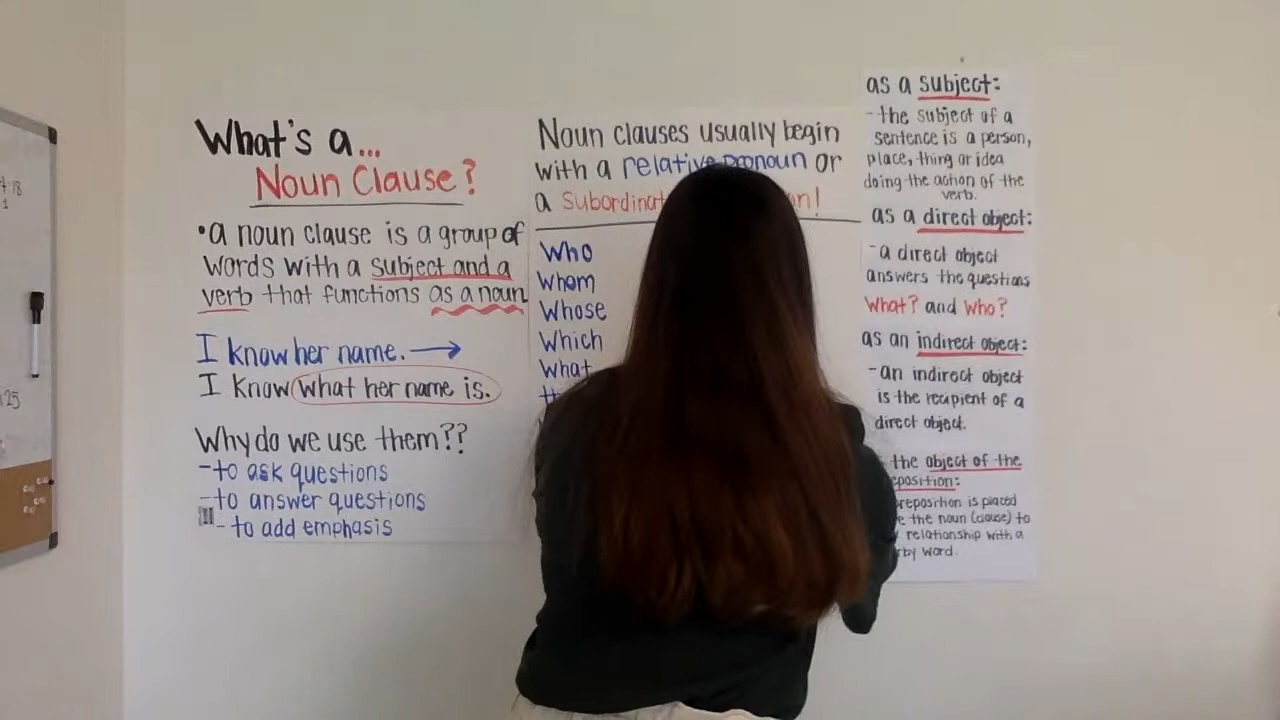 What's a...
Noun Clause?
•a noun clause is a group of
words with a subject and a
verb that functions as a noun
I know her name. →
I know what her name is.
Why do we use them??
-to ask questions
-to answer questions
- to add emphasis
Noun clauses usually begin
with a relative pronoun or
a
Who
Whom
Whose
Which
What
as a subject:
- the subject of a
sentence is a person,
place, thing or idea
doing the action of the
verb.
as a direct object:
- a direct object
answers the questions
What? and Who?
as an indirect object:
- an indirect object
is the recipient of a
direct object.
the object of the
is placed
the noun (clause) to
relationship with a
word.